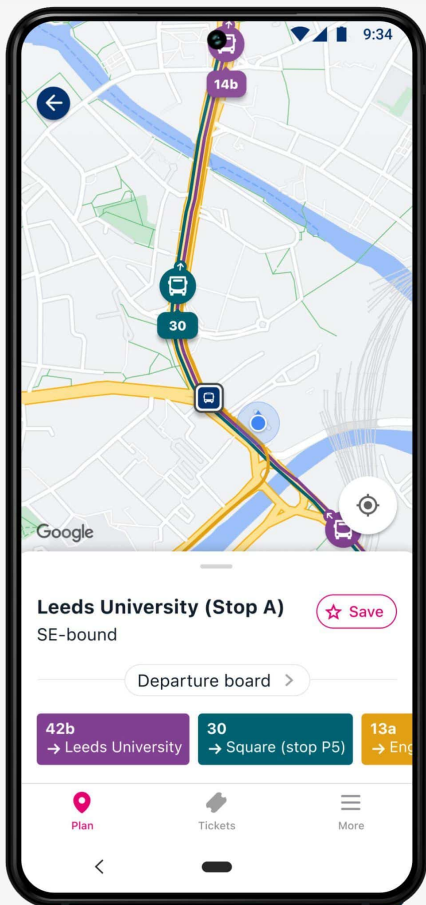 9:34
14b
30
Google
Leeds University (Stop A)
Save
SE-bound
Departure board
42b
→ Leeds University
30
→ Square (stop P5)
13a
→ Eng
Plan
Tickets
More